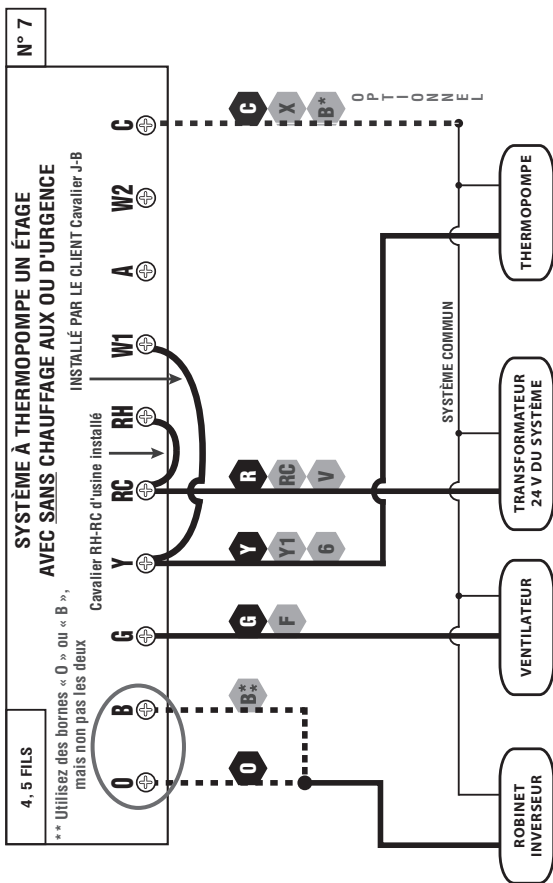 4, 5 FILS
SYSTÈME À THERMOPOMPE UN ÉTAGE
AVEC SANS CHAUFFAGE AUX OU D'URGENCE
N° 7
** Utilisez des bornes « O » ou « B »,
mais non pas les deux
Cavalier RH-RC d'usine installé
INSTALLÉ PAR LE CLIENT Cavalier J-B
O B G Y RC RH W1 A W2 C
O B* G Y R C
F Y1 RC X
6 V B*
OPTIONNEL
SYSTÈME COMMUN
ROBINET
INVERSEUR
VENTILATEUR
TRANSFORMATEUR
24 V DU SYSTÈME
THERMOPOMPE